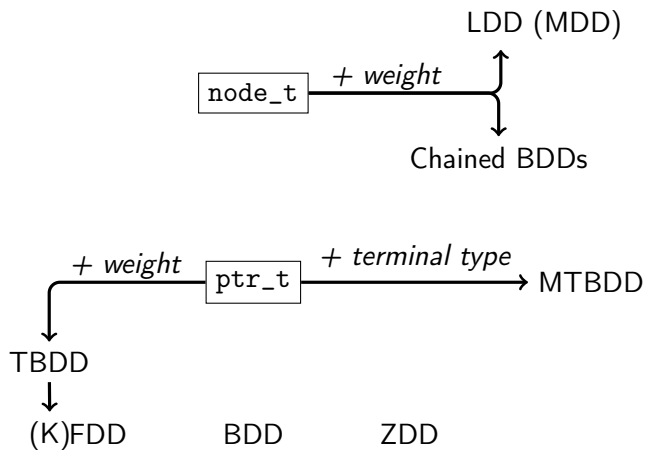 LDD (MDD)
+ weight
node_t
Chained BDDs
+ weight
ptr_t
+ terminal type
MTBDD
TBDD
(K)FDD BDD ZDD